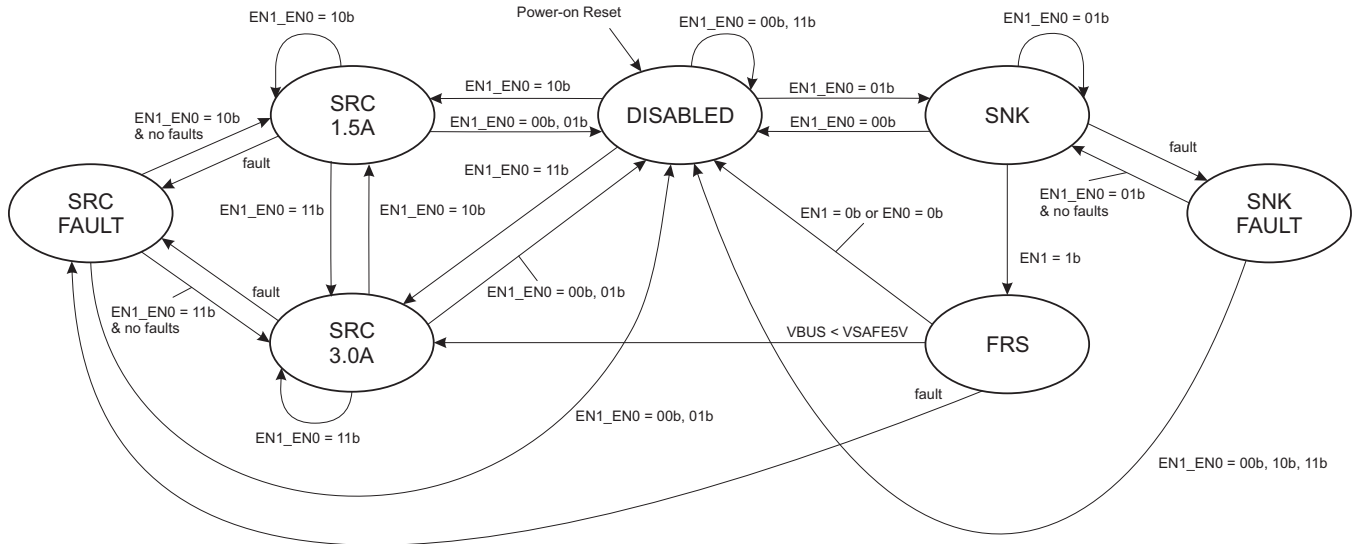 Power-on Reset
EN1_EN0 = 10b
EN1_EN0 = 00b, 11b
EN1_EN0 = 01b
SRC
1.5A
EN1_EN0 = 10b
DISABLED
EN1_EN0 = 01b
SNK
EN1_EN0 = 10b
& no faults
EN1_EN0 = 00b, 01b
EN1_EN0 = 00b
fault
fault
EN1_EN0 = 11b
SRC
FAULT
EN1_EN0 = 11b
EN1_EN0 = 10b
EN1_EN0 = 01b
& no faults
SNK
FAULT
EN1 = 0b or EN0 = 0b
EN1 = 1b
fault
EN1_EN0 = 00b, 01b
EN1_EN0 = 11b
& no faults
SRC
3.0A
VBUS < VSAFE5V
FRS
fault
EN1_EN0 = 00b, 01b
EN1_EN0 = 11b
EN1_EN0 = 00b, 10b, 11b